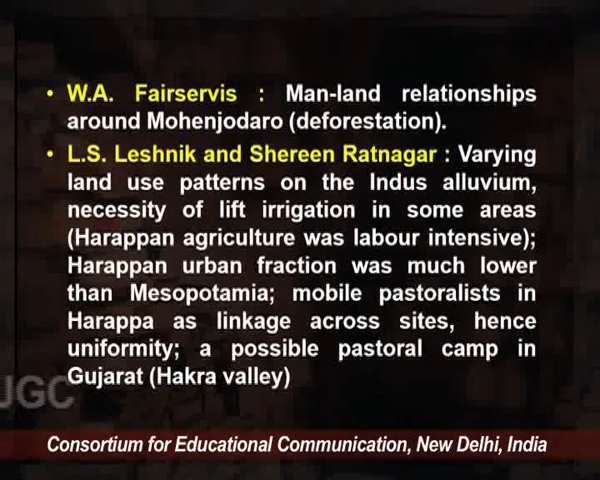 • W.A. Fairservis : Man-land relationships
around Mohenjodaro (deforestation).
• L.S. Leshnik and Shereen Ratnagar : Varying
land use patterns on the Indus alluvium,
necessity of lift irrigation in some areas
(Harappan agriculture was labour intensive);
Harappan urban fraction was much lower
than Mesopotamia; mobile pastoralists in
Harappa as linkage across sites, hence
uniformity; a possible pastoral camp in
Gujarat (Hakra valley)
UGC
Consortium for Educational Communication, New Delhi, India